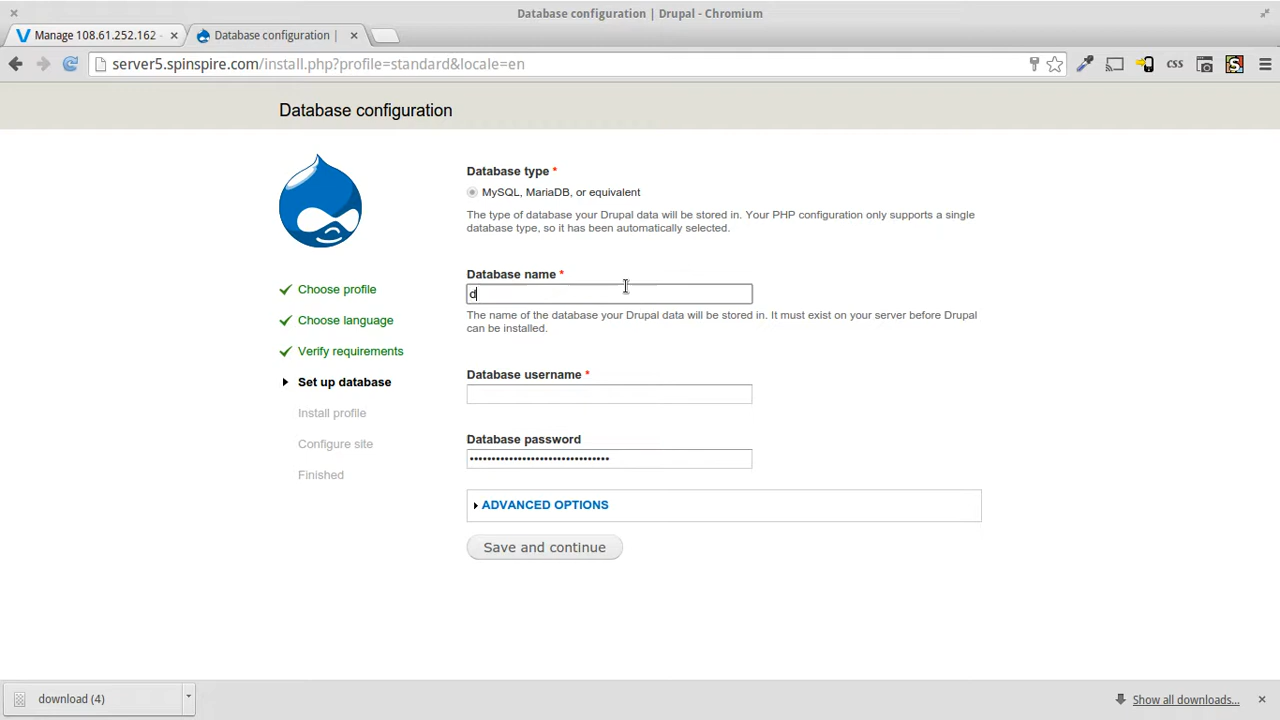 Database configuration | Drupal - Chromium
Manage 108.61.252.162
Database configuration |
server5.spinspire.com/install.php?profile=standard&locale=en
CSS
Database configuration
Database type *
MySQL, MariaDB, or equivalent
The type of database your Drupal data will be stored in. Your PHP configuration only supports a single
database type, so it has been automatically selected.
Database name *
d
The name of the database your Drupal data will be stored in. It must exist on your server before Drupal
can be installed.
Database username *
Database password
••••••••••••••••••••••••••••••••
ADVANCED OPTIONS
Save and continue
Choose profile
Choose language
Verify requirements
Set up database
Install profile
Configure site
Finished
download (4)
Show all downloads...